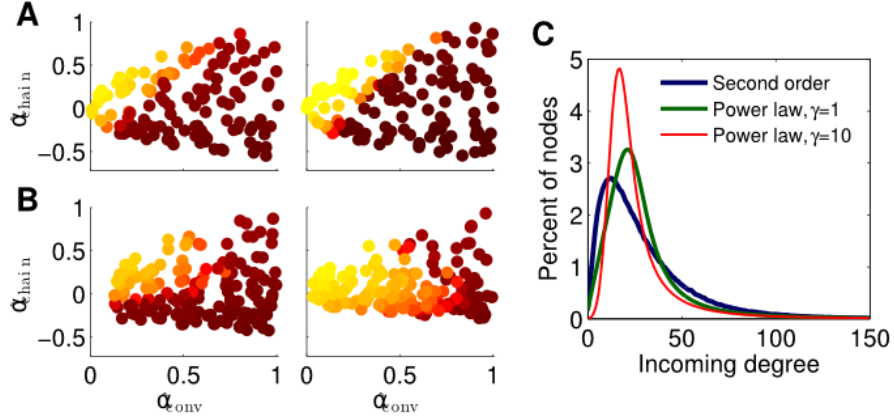 A
1
0.5
0
−0.5
α̂chain
B
1
0.5
0
−0.5
α̂chain
0 0.5 1 0 0.5 1
α̂conv α̂conv
C
5
4
3
2
1
0
Percent of nodes
Second order
Power law, γ=1
Power law, γ=10
0 50 100 150
Incoming degree